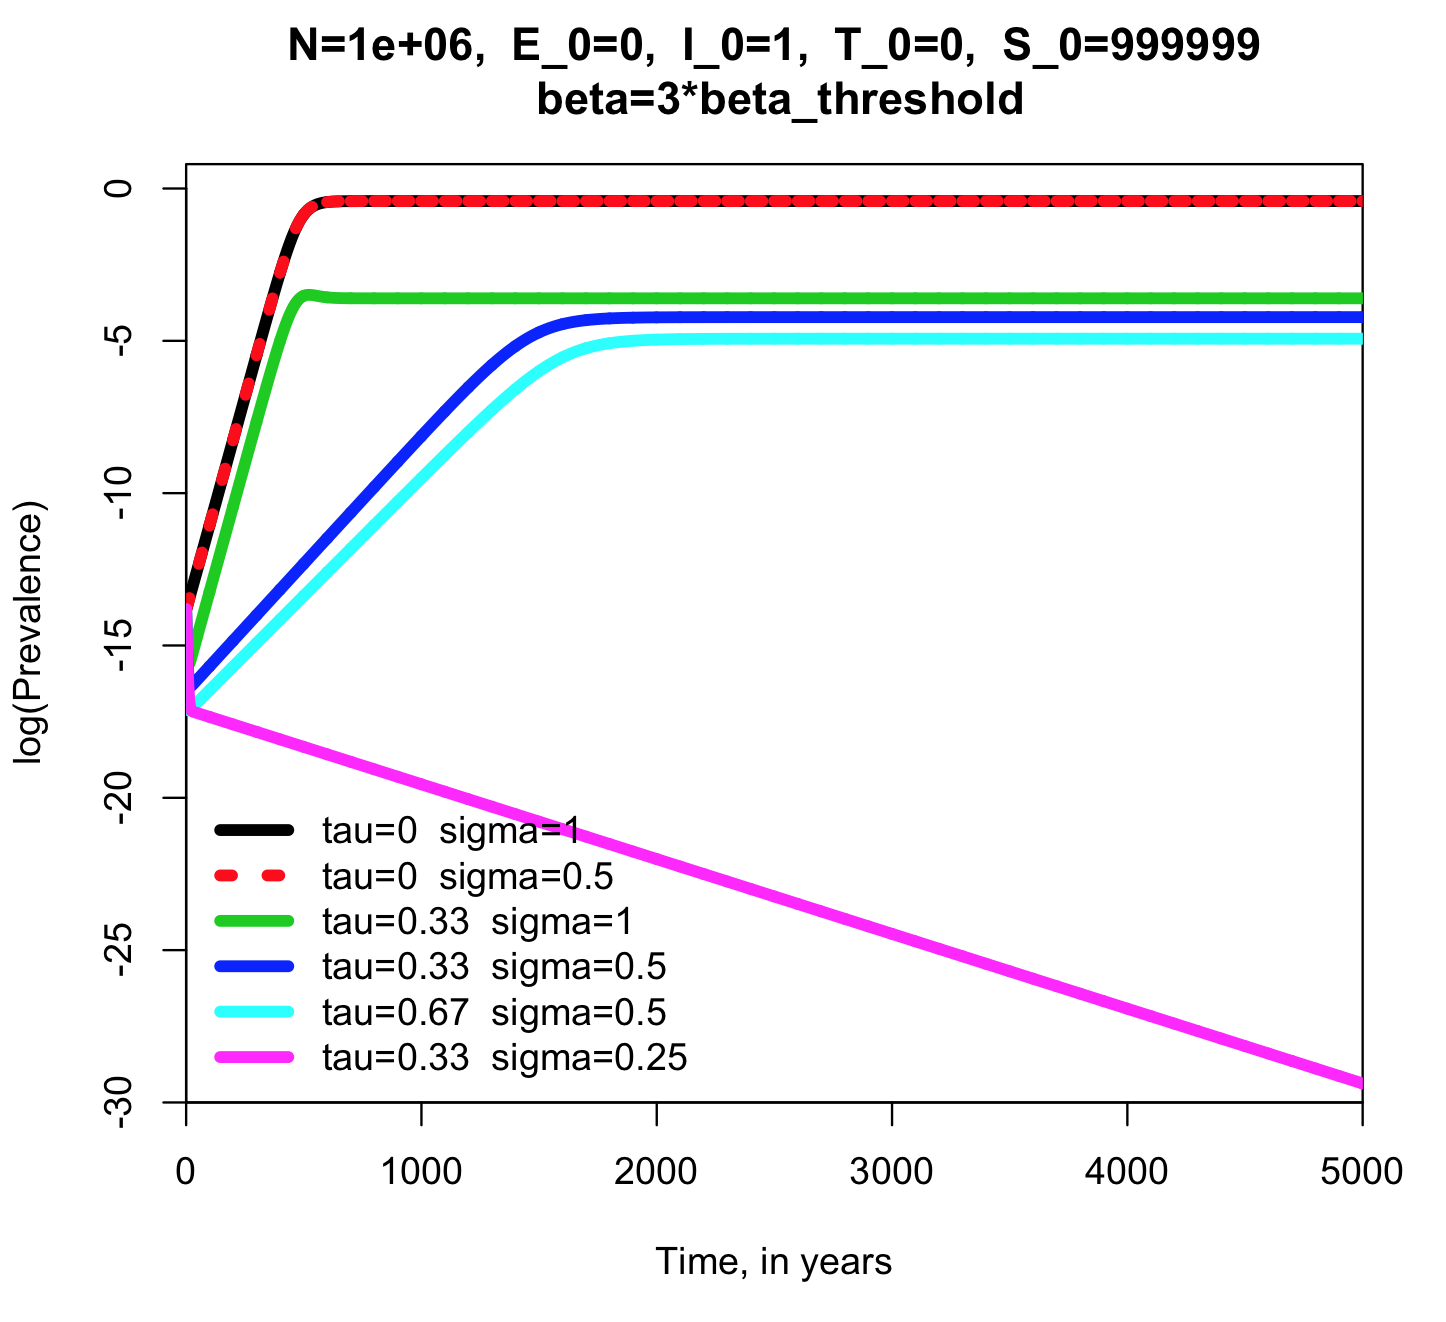 N=1e+06,  E_0=0,  I_0=1,  T_0=0,  S_0=999999
beta=3*beta_threshold
log(Prevalence)
0
-5
-10
-15
-20
-25
-30
tau=0  sigma=1
tau=0  sigma=0.5
tau=0.33  sigma=1
tau=0.33  sigma=0.5
tau=0.67  sigma=0.5
tau=0.33  sigma=0.25
0 1000 2000 3000 4000 5000
Time, in years